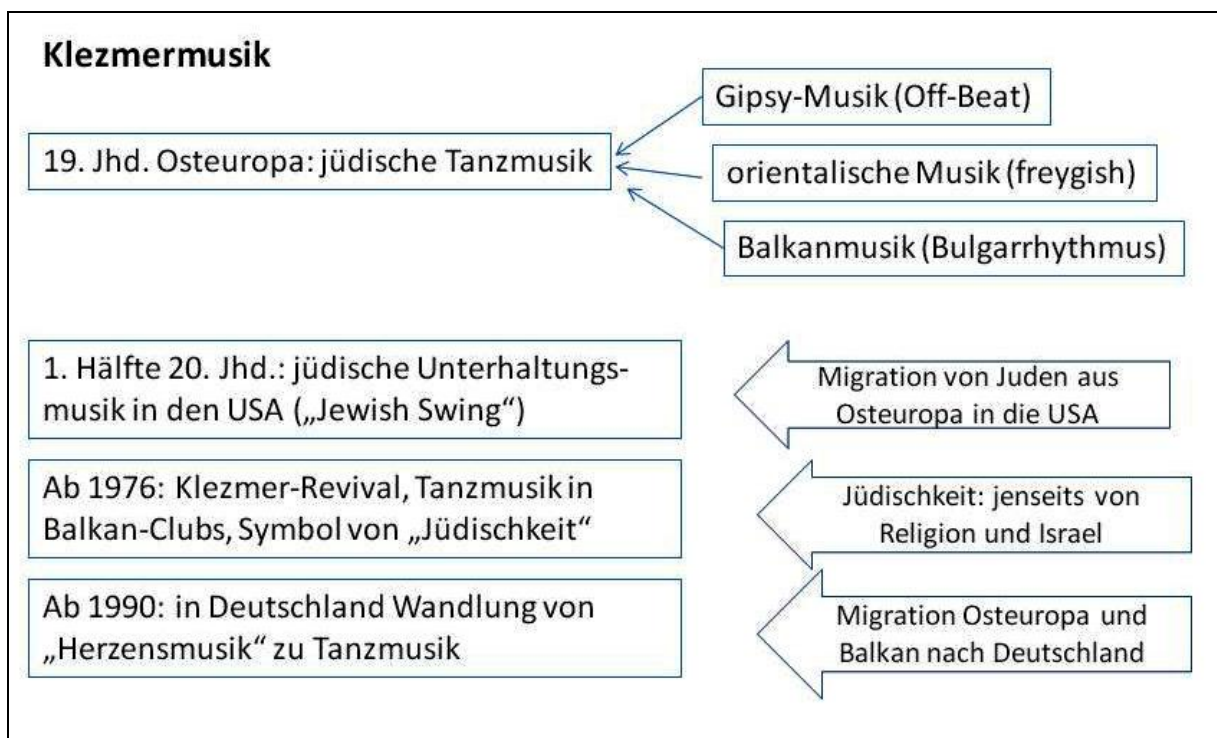 Klezmermusik
Gipsy-Musik (Off-Beat)
19. Jhd. Osteuropa: jüdische Tanzmusik
orientalische Musik (freygish)
Balkanmusik (Bulgarrhythmus)
1. Hälfte 20. Jhd.: jüdische Unterhaltungs-
musik in den USA („Jewish Swing“)
Migration von Juden aus
Osteuropa in die USA
Ab 1976: Klezmer-Revival, Tanzmusik in
Balkan-Clubs, Symbol von „Jüdischkeit“
Jüdischkeit: jenseits von
Religion und Israel
Ab 1990: in Deutschland Wandlung von
„Herzensmusik“ zu Tanzmusik
Migration Osteuropa und
Balkan nach Deutschland